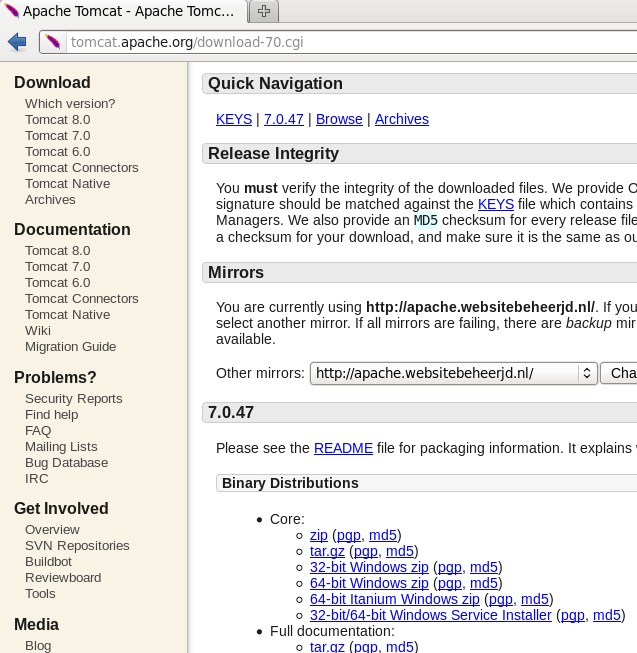 Apache Tomcat - Apache Tomc...
tomcat.apache.org/download-70.cgi
Download
Which version?
Tomcat 8.0
Tomcat 7.0
Tomcat 6.0
Tomcat Connectors
Tomcat Native
Archives
Documentation
Tomcat 8.0
Tomcat 7.0
Tomcat 6.0
Tomcat Connectors
Tomcat Native
Wiki
Migration Guide
Problems?
Security Reports
Find help
FAQ
Mailing Lists
Bug Database
IRC
Get Involved
Overview
SVN Repositories
Buildbot
Reviewboard
Tools
Media
Blog
Quick Navigation
KEYS | 7.0.47 | Browse | Archives
Release Integrity
You must verify the integrity of the downloaded files. We provide O
signature should be matched against the KEYS file which contains
Managers. We also provide an MD5 checksum for every release file
a checksum for your download, and make sure it is the same as ou
Mirrors
You are currently using http://apache.websitebeheerjd.nl/. If you
select another mirror. If all mirrors are failing, there are backup mir
available.
Other mirrors: http://apache.websitebeheerjd.nl/ Cha
7.0.47
Please see the README file for packaging information. It explains
Binary Distributions
• Core:
zip (pgp, md5)
tar.gz (pgp, md5)
32-bit Windows zip (pgp, md5)
64-bit Windows zip (pgp, md5)
64-bit Itanium Windows zip (pgp, md5)
32-bit/64-bit Windows Service Installer (pgp, md5)
• Full documentation:
tar.gz (pgp, md5)